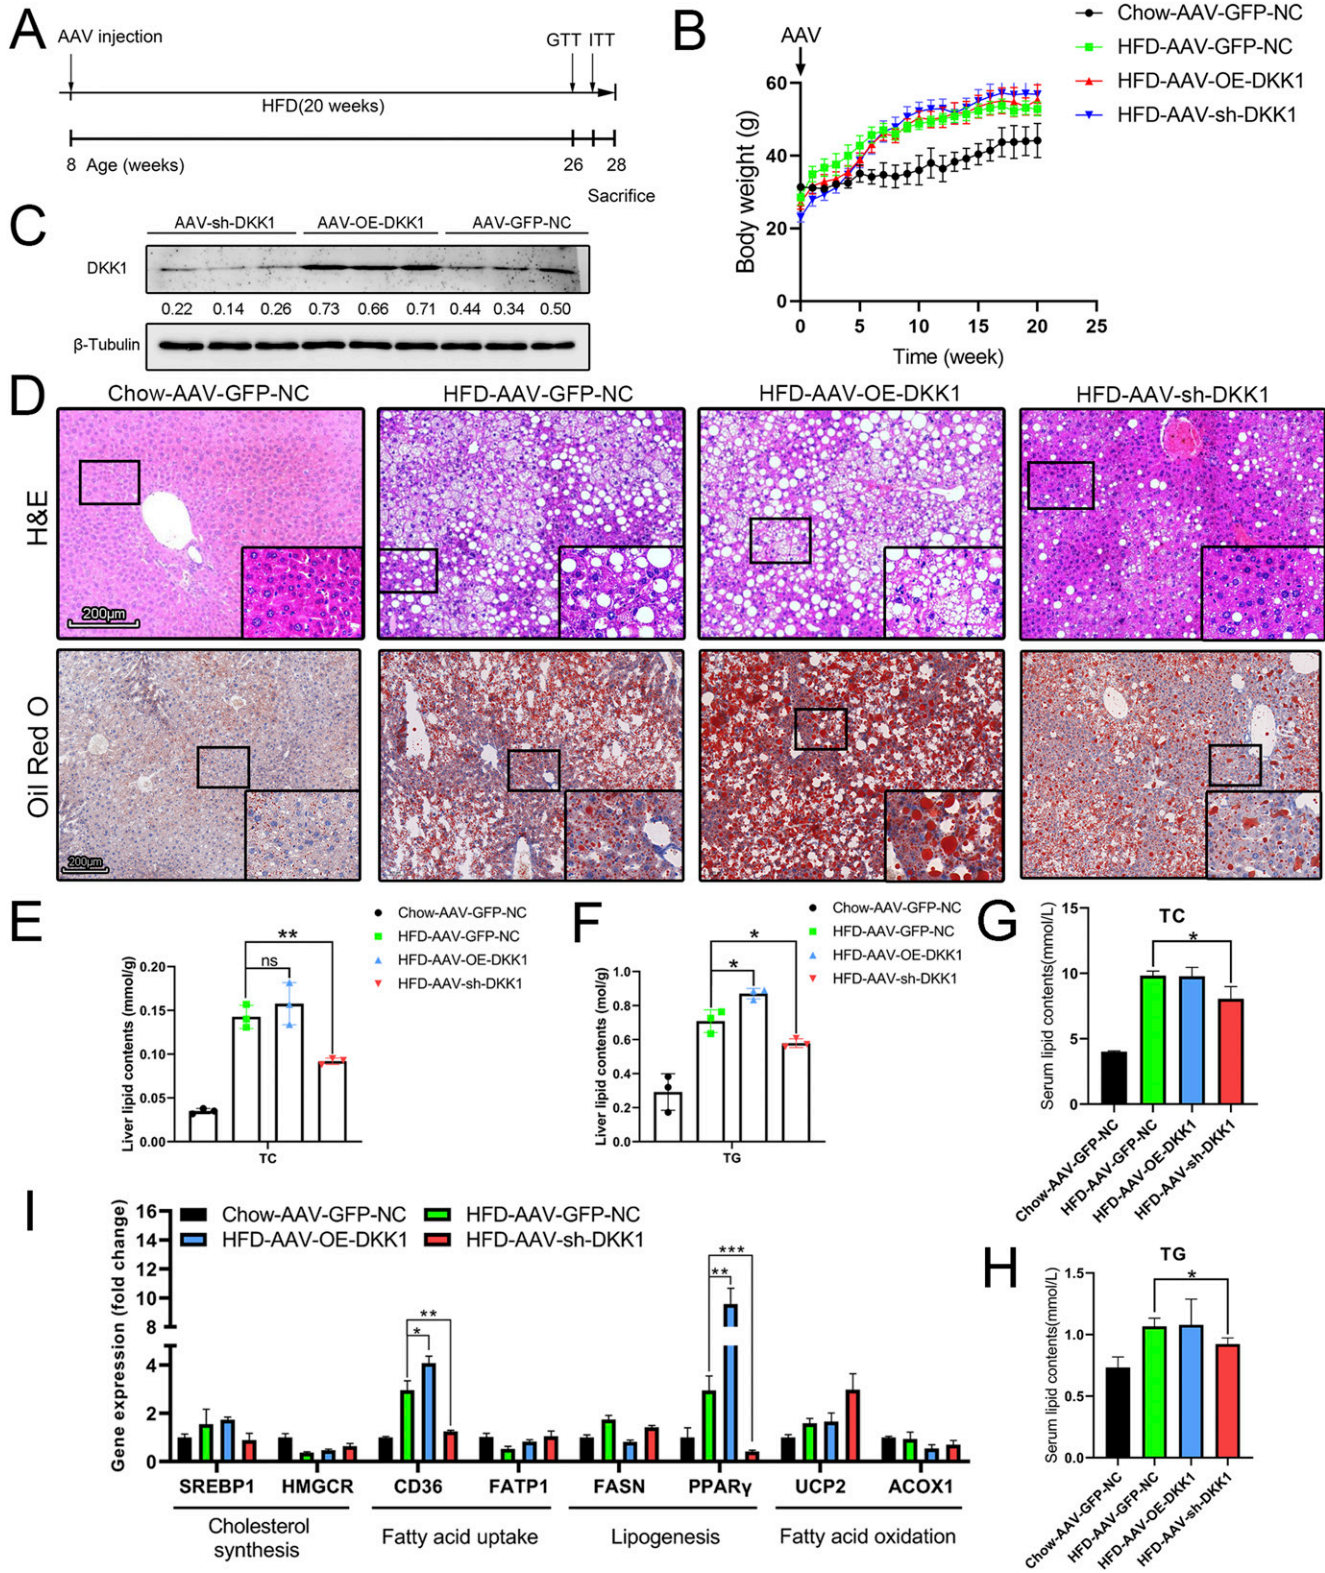 A
AAV injection
GTT ITT
HFD(20 weeks)
8 Age (weeks) 26 28
Sacrifice
B
AAV
Chow-AAV-GFP-NC
HFD-AAV-GFP-NC
HFD-AAV-OE-DKK1
HFD-AAV-sh-DKK1
Body weight (g)
60
40
20
0
0 5 10 15 20 25
Time (week)
C
AAV-sh-DKK1 AAV-OE-DKK1 AAV-GFP-NC
DKK1
0.22 0.14 0.26 0.73 0.66 0.71 0.44 0.34 0.50
β-Tubulin
D
Chow-AAV-GFP-NC HFD-AAV-GFP-NC HFD-AAV-OE-DKK1 HFD-AAV-sh-DKK1
H&E
200μm
Oil Red O
200μm
E
Chow-AAV-GFP-NC
HFD-AAV-GFP-NC
HFD-AAV-OE-DKK1
HFD-AAV-sh-DKK1
Liver lipid contents (mmol/g)
0.20
0.15
0.10
0.05
0.00
**
ns
TC
F
Chow-AAV-GFP-NC
HFD-AAV-GFP-NC
HFD-AAV-OE-DKK1
HFD-AAV-sh-DKK1
Liver lipid contents (mol/g)
1.0
0.8
0.6
0.4
0.2
0.0
*
*
TG
G
TC
Serum lipid contents(mmol/L)
15
10
5
0
*
Chow-AAV-GFP-NC
HFD-AAV-GFP-NC
HFD-AAV-OE-DKK1
HFD-AAV-sh-DKK1
H
TG
Serum lipid contents(mmol/L)
1.5
1.0
0.5
0.0
*
Chow-AAV-GFP-NC
HFD-AAV-GFP-NC
HFD-AAV-OE-DKK1
HFD-AAV-sh-DKK1
I
Chow-AAV-GFP-NC HFD-AAV-GFP-NC
HFD-AAV-OE-DKK1 HFD-AAV-sh-DKK1
Gene expression (fold change)
16
14
12
10
8
4
2
0
**
*
***
**
SREBP1 HMGCR CD36 FATP1 FASN PPARγ UCP2 ACOX1
Cholesterol synthesis
Fatty acid uptake
Lipogenesis
Fatty acid oxidation